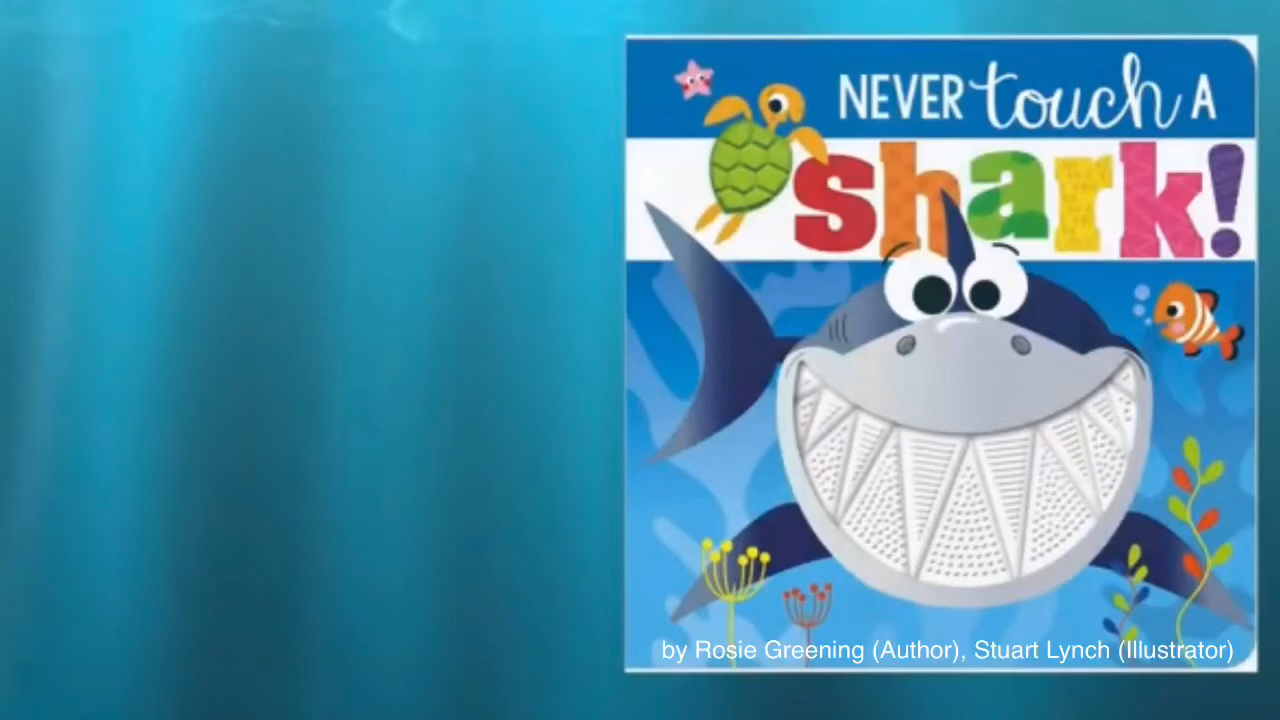 NEVER touch A
shark!
by Rosie Greening (Author), Stuart Lynch (Illustrator)